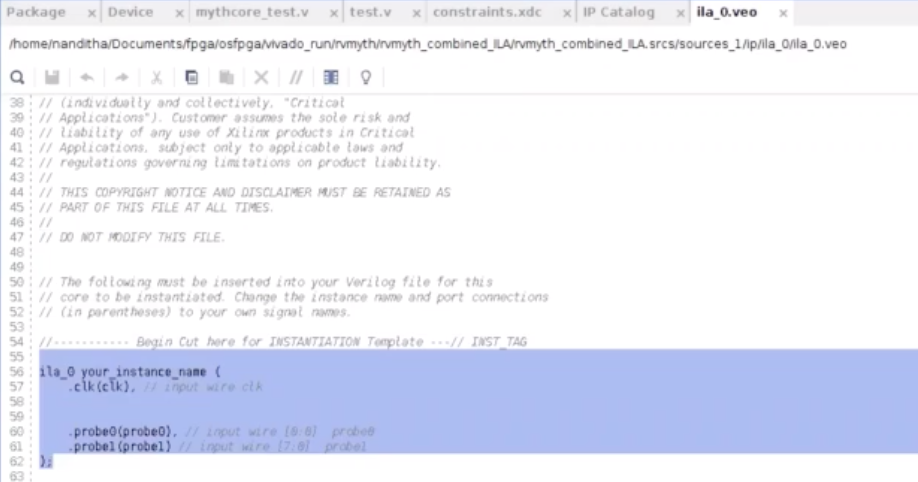 Package × Device × mythcore_test.v × test.v × constraints.xdc × IP Catalog × ila_0.veo ×
/home/nanditha/Documents/fpga/osfpga/vivado_run/rvmyth/rvmyth_combined_ILA/rvmyth_combined_ILA.srcs/sources_1/ip/ila_0/ila_0.veo
38 // (individually and collectively, "Critical
39 // Applications"). Customer assumes the sole risk and
40 // liability of any use of Xilinx products in Critical
41 // Applications, subject only to applicable laws and
42 // regulations governing limitations on product liability.
43 //
44 // THIS COPYRIGHT NOTICE AND DISCLAIMER MUST BE RETAINED AS
45 // PART OF THIS FILE AT ALL TIMES.
46 //
47 // DO NOT MODIFY THIS FILE.
48
49
50 // The following must be inserted into your Verilog file for this
51 // core to be instantiated. Change the instance name and port connections
52 // (in parentheses) to your own signal names.
53
54 //----------- Begin Cut here for INSTANTIATION Template ---// INST_TAG
55
56 ila_0 your_instance_name (
57 .clk(clk), // input wire clk
58
59
60 .probe0(probe0), // input wire [0:0] probe0
61 .probe1(probe1) // input wire [7:0] probe1
62 );
63